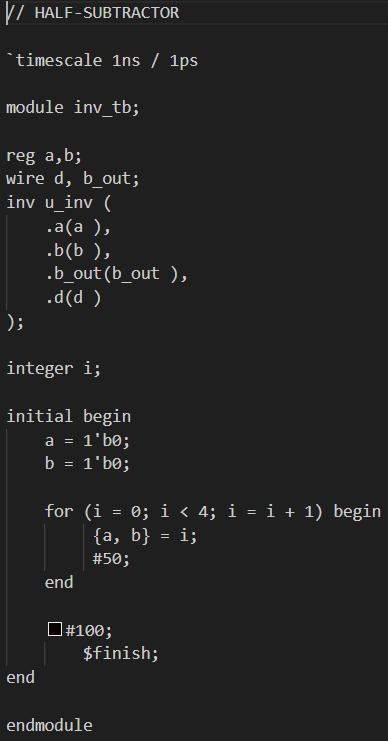 // HALF-SUBTRACTOR
`timescale 1ns / 1ps
module inv_tb;
reg a,b;
wire d, b_out;
inv u_inv (
    .a(a ),
    .b(b ),
    .b_out(b_out ),
    .d(d )
);
integer i;
initial begin
    a = 1'b0;
    b = 1'b0;
    for (i = 0; i < 4; i = i + 1) begin
        {a, b} = i;
        #50;
    end
    #100;
        $finish;
end
endmodule